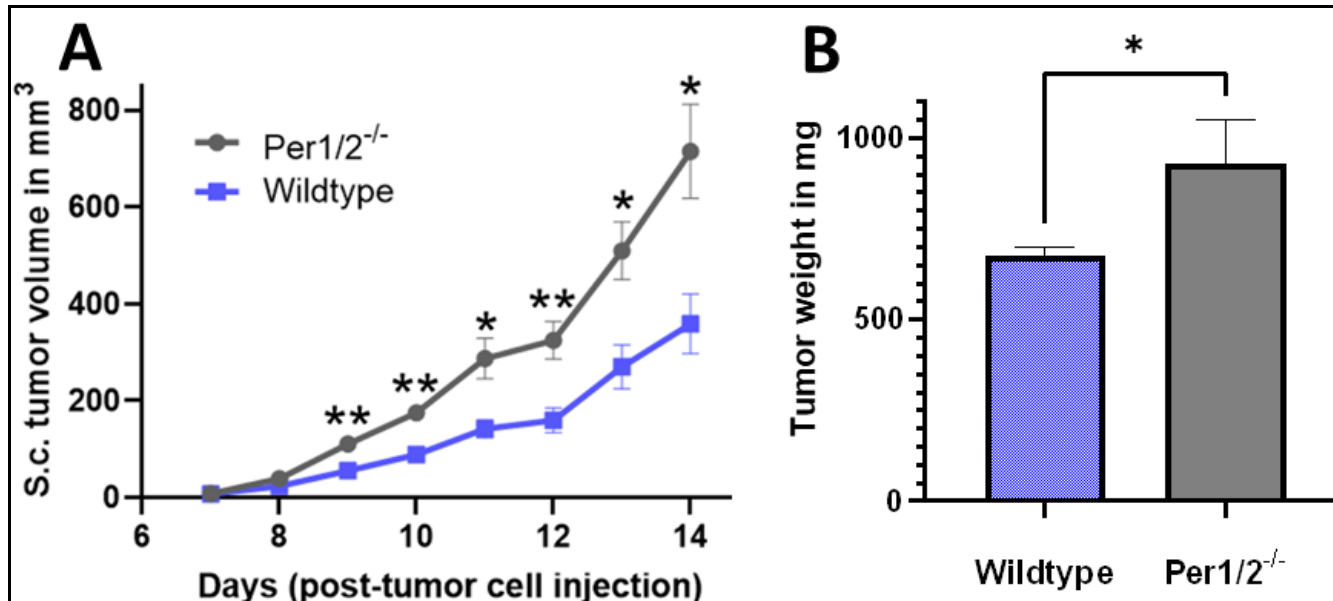 A
S.c. tumor volume in mm³
800
600
400
200
0
Per1/2⁻/⁻
Wildtype
**
**
*
**
*
*
6 8 10 12 14
Days (post-tumor cell injection)
B
*
Tumor weight in mg
1000
500
0
Wildtype Per1/2⁻/⁻